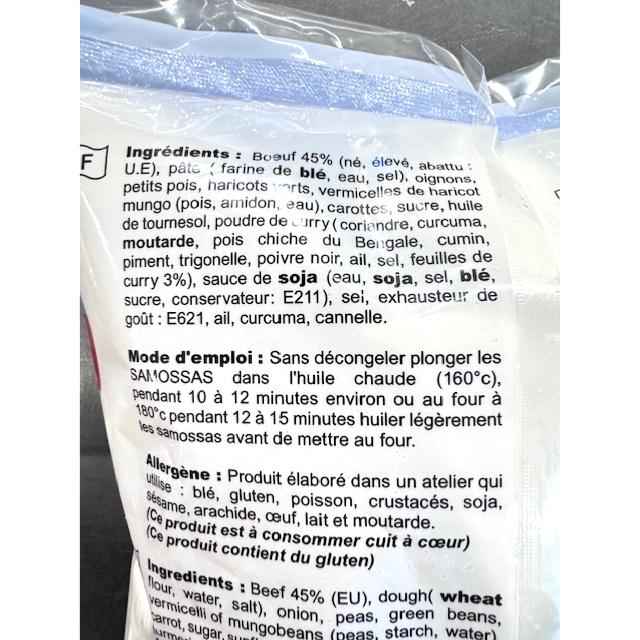 F
Ingrédients : Boeuf 45% (né, élevé, abattu :
U.E), pâte ( farine de blé, eau, sel), oignons,
petits pois, haricots verts, vermicelles de haricot
mungo (pois, amidon, eau), carottes, sucre, huile
de tournesol, poudre de curry ( coriandre, curcuma,
moutarde, pois chiche du Bengale, cumin,
piment, trigonelle, poivre noir, ail, sel, feuilles de
curry 3%), sauce de soja (eau, soja, sel, blé,
sucre, conservateur: E211), sel, exhausteur de
goût : E621, ail, curcuma, cannelle.
Mode d'emploi : Sans décongeler plonger les
SAMOSSAS dans l'huile chaude (160°c),
pendant 10 à 12 minutes environ ou au four à
180°c pendant 12 à 15 minutes huiler légèrement
les samossas avant de mettre au four.
Allergène : Produit élaboré dans un atelier qui
utilise : blé, gluten, poisson, crustacés, soja,
sésame, arachide, œuf, lait et moutarde.
(Ce produit est à consommer cuit à cœur)
(Ce produit contient du gluten)
Ingredients : Beef 45% (EU), dough( wheat
flour, water, salt), onion, peas, green beans,
vermicelli of mungobeans (peas, starch, water)
carrot, sugar,